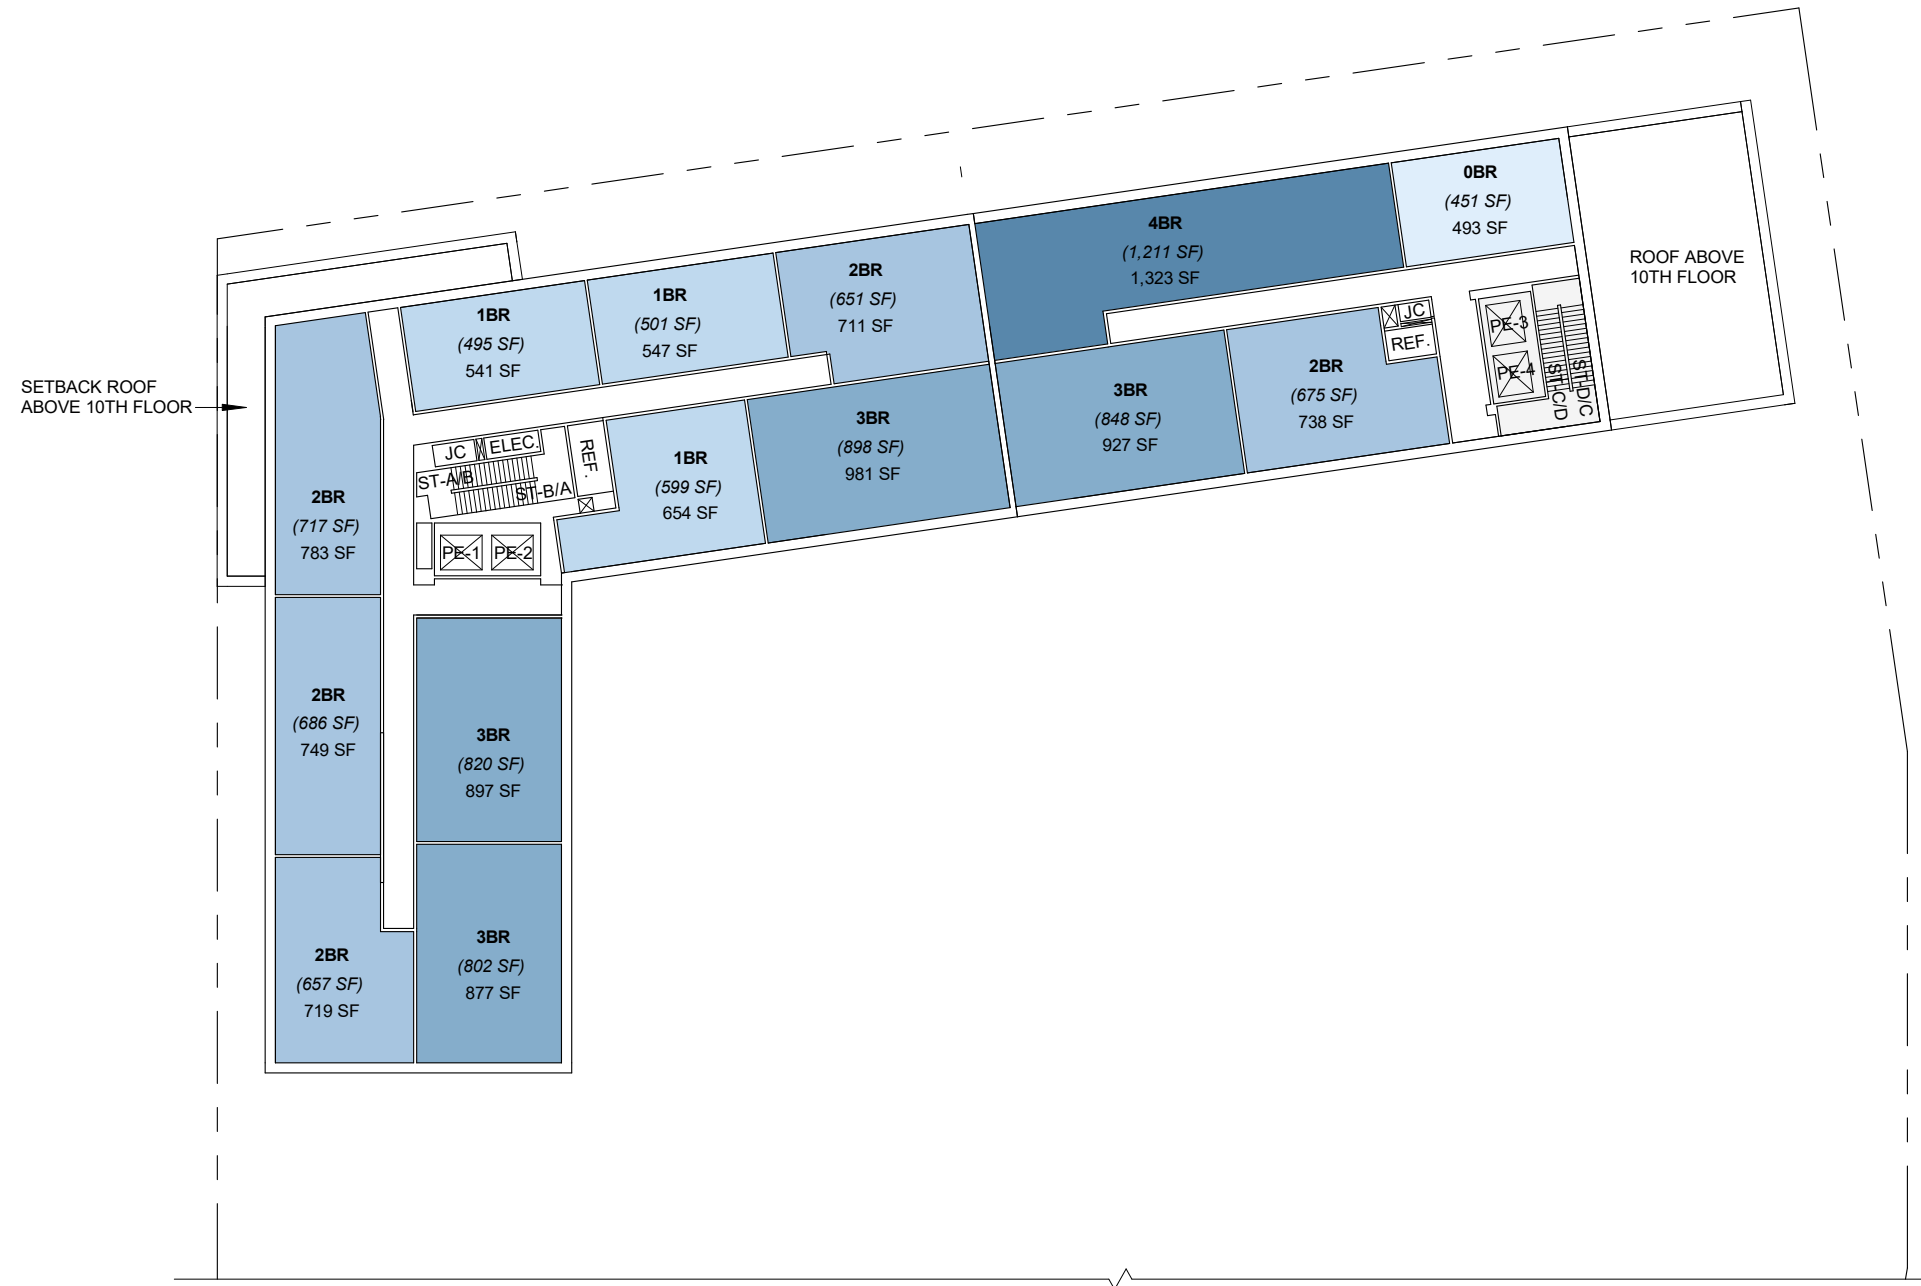 0BR
(451 SF)
493 SF
4BR
(1,211 SF)
1,323 SF
ROOF ABOVE
10TH FLOOR
2BR
(651 SF)
711 SF
1BR
(501 SF)
547 SF
1BR
(495 SF)
541 SF
JC
REF.
PE-3
PE-4
ST-C/D
ST-D/C
2BR
(675 SF)
738 SF
3BR
(848 SF)
927 SF
SETBACK ROOF
ABOVE 10TH FLOOR
3BR
(898 SF)
981 SF
1BR
(599 SF)
654 SF
JC
ELEC.
REF.
ST-A/B
ST-B/A
PE-1
PE-2
2BR
(717 SF)
783 SF
2BR
(686 SF)
749 SF
3BR
(820 SF)
897 SF
2BR
(657 SF)
719 SF
3BR
(802 SF)
877 SF